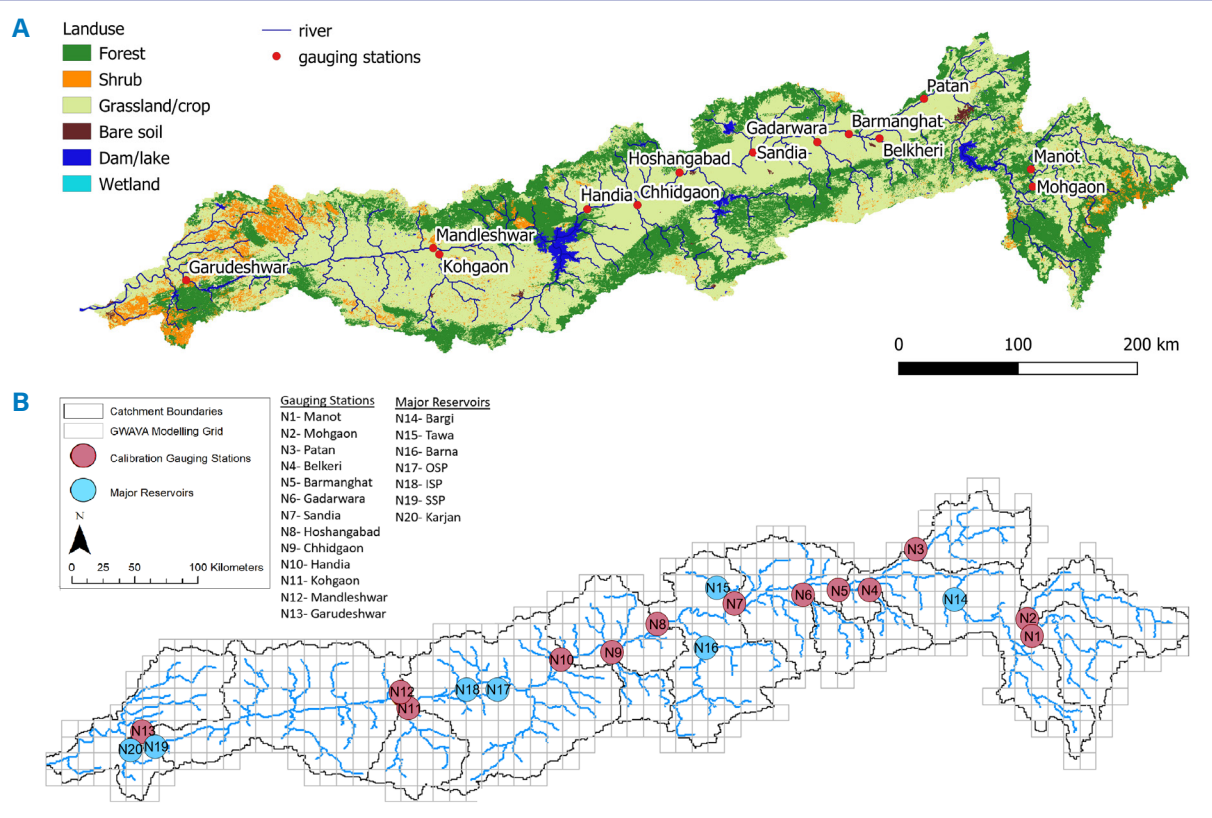 A
Landuse
Forest
Shrub
Grassland/crop
Bare soil
Dam/lake
Wetland
river
gauging stations
Patan
Barmanghat
Gadarwara
Belkheri
Sandia
Hoshangabad
Manot
Mohgaon
Handia
Chhidgaon
Mandleshwar
Kohgaon
Garudeshwar
0 100 200 km
B
Catchment Boundaries
GWAVA Modelling Grid
Calibration Gauging Stations
Major Reservoirs
N
0 25 50 100 Kilometers
Gauging Stations
N1- Manot
N2- Mohgaon
N3- Patan
N4- Belkeri
N5- Barmanghat
N6- Gadarwara
N7- Sandia
N8- Hoshangabad
N9- Chhidgaon
N10- Handia
N11- Kohgaon
N12- Mandleshwar
N13- Garudeshwar
Major Reservoirs
N14- Bargi
N15- Tawa
N16- Barna
N17- OSP
N18- ISP
N19- SSP
N20- Karjan
N3
N15
N7
N6
N5
N4
N14
N2
N1
N8
N16
N9
N10
N12
N11
N18
N17
N13
N20
N19